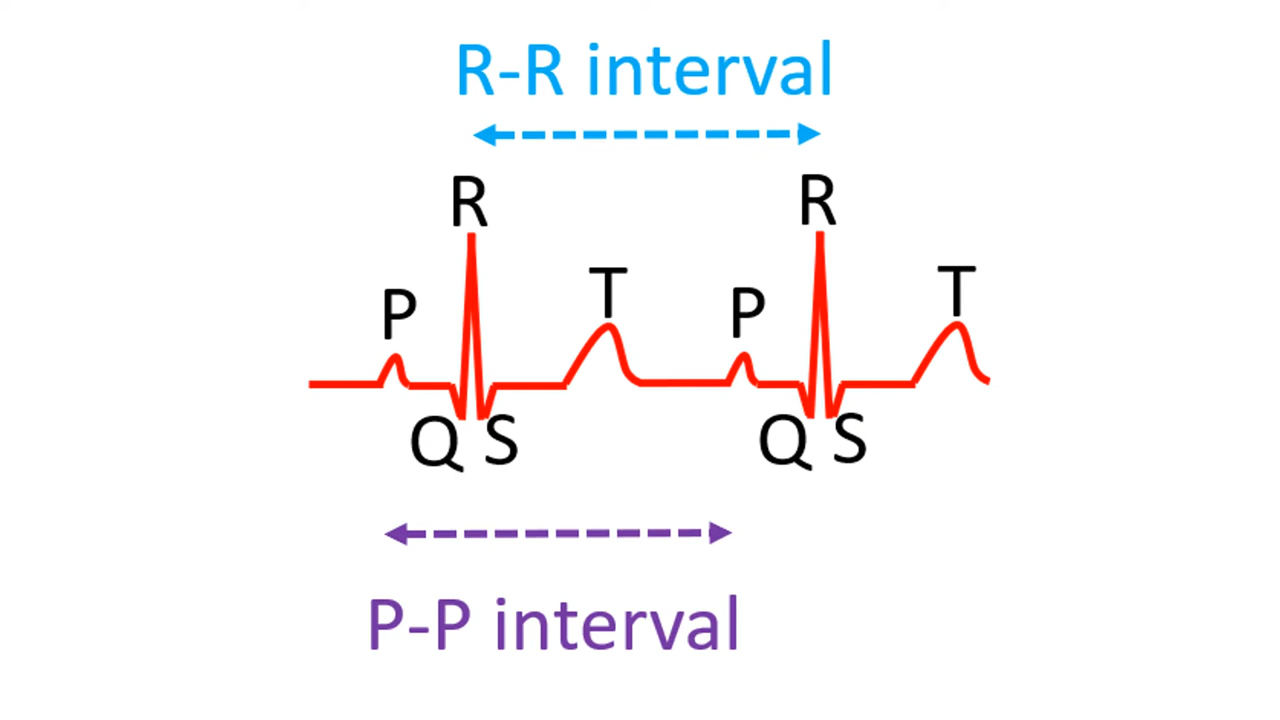 R-R interval
R R
P T P T
Q S Q S
P-P interval